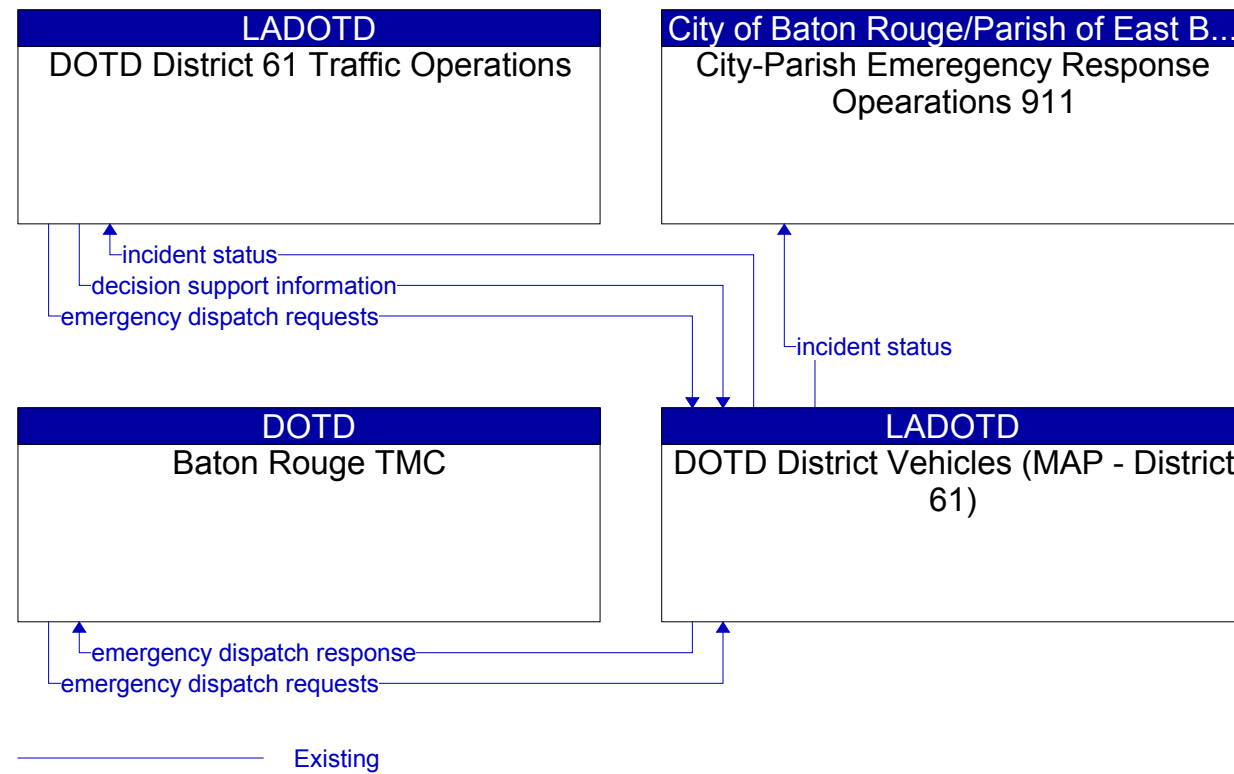 LADOTD
DOTD District 61 Traffic Operations
City of Baton Rouge/Parish of East B...
City-Parish Emeregency Response
Opearations 911
incident status
decision support information
emergency dispatch requests
incident status
DOTD
Baton Rouge TMC
LADOTD
DOTD District Vehicles (MAP - District
61)
emergency dispatch response
emergency dispatch requests
Existing